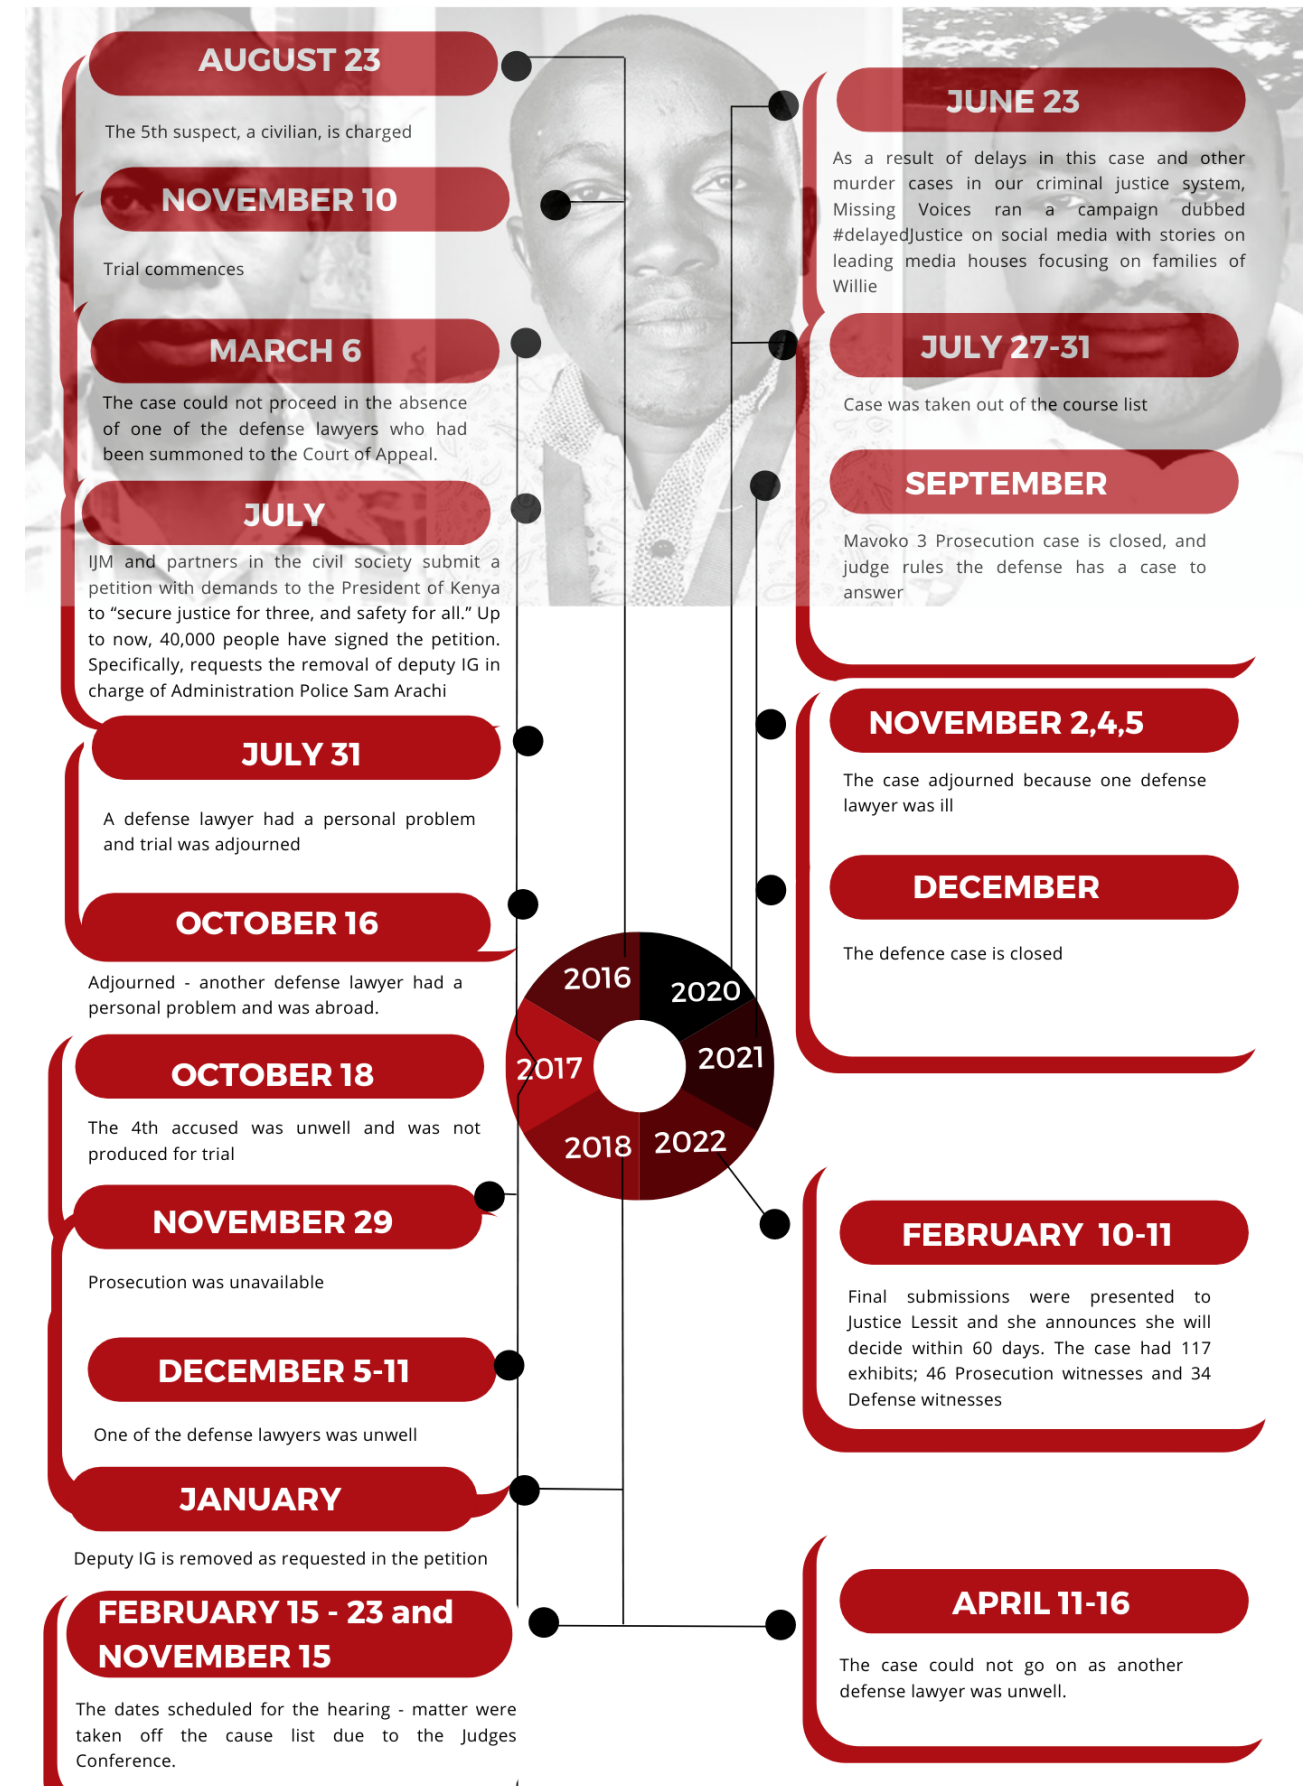 AUGUST 23
The 5th suspect, a civilian, is charged
NOVEMBER 10
Trial commences
MARCH 6
The case could not proceed in the absence
of one of the defense lawyers who had
been summoned to the Court of Appeal.
JULY
IJM and partners in the civil society submit a
petition with demands to the President of Kenya
to “secure justice for three, and safety for all.” Up
to now, 40,000 people have signed the petition.
Specifically, requests the removal of deputy IG in
charge of Administration Police Sam Arachi
JULY 31
A defense lawyer had a personal problem
and trial was adjourned
OCTOBER 16
Adjourned - another defense lawyer had a
personal problem and was abroad.
OCTOBER 18
The 4th accused was unwell and was not
produced for trial
NOVEMBER 29
Prosecution was unavailable
DECEMBER 5-11
One of the defense lawyers was unwell
JANUARY
Deputy IG is removed as requested in the petition
FEBRUARY 15 - 23 and
NOVEMBER 15
The dates scheduled for the hearing - matter were
taken off the cause list due to the Judges
Conference.
2016
2020
2017
2021
2018
2022
JUNE 23
As a result of delays in this case and other
murder cases in our criminal justice system,
Missing Voices ran a campaign dubbed
#delayedJustice on social media with stories on
leading media houses focusing on families of
Willie
JULY 27-31
Case was taken out of the course list
SEPTEMBER
Mavoko 3 Prosecution case is closed, and
judge rules the defense has a case to
answer
NOVEMBER 2,4,5
The case adjourned because one defense
lawyer was ill
DECEMBER
The defence case is closed
FEBRUARY 10-11
Final submissions were presented to
Justice Lessit and she announces she will
decide within 60 days. The case had 117
exhibits; 46 Prosecution witnesses and 34
Defense witnesses
APRIL 11-16
The case could not go on as another
defense lawyer was unwell.